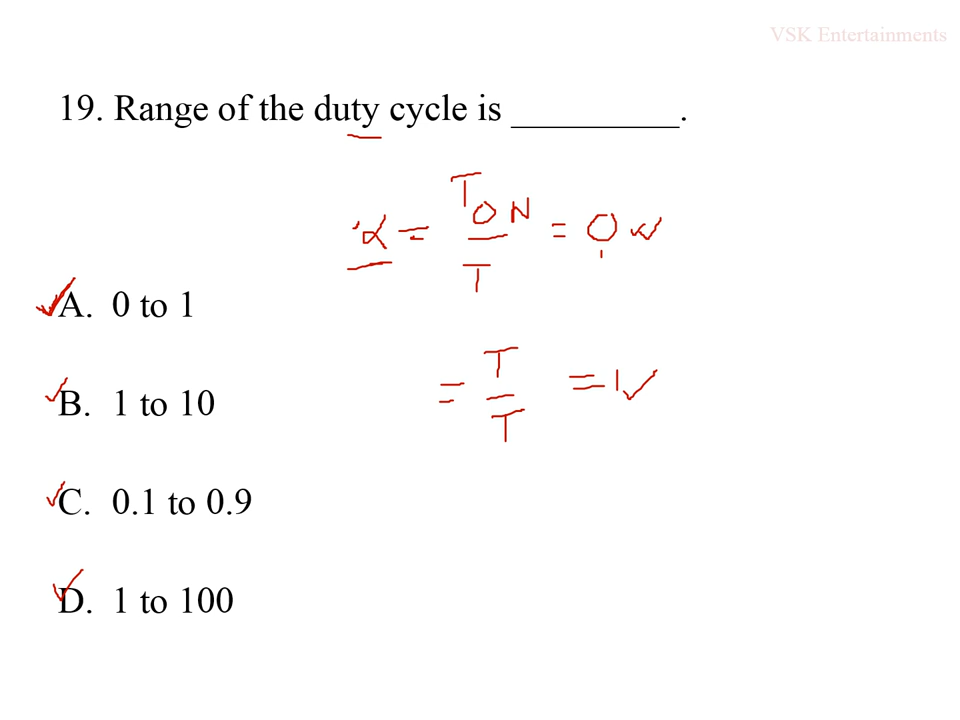 VSK Entertainments
19. Range of the duty cycle is _________.
α = TON / T = 0
A. 0 to 1
= T / T = 1
B. 1 to 10
C. 0.1 to 0.9
D. 1 to 100